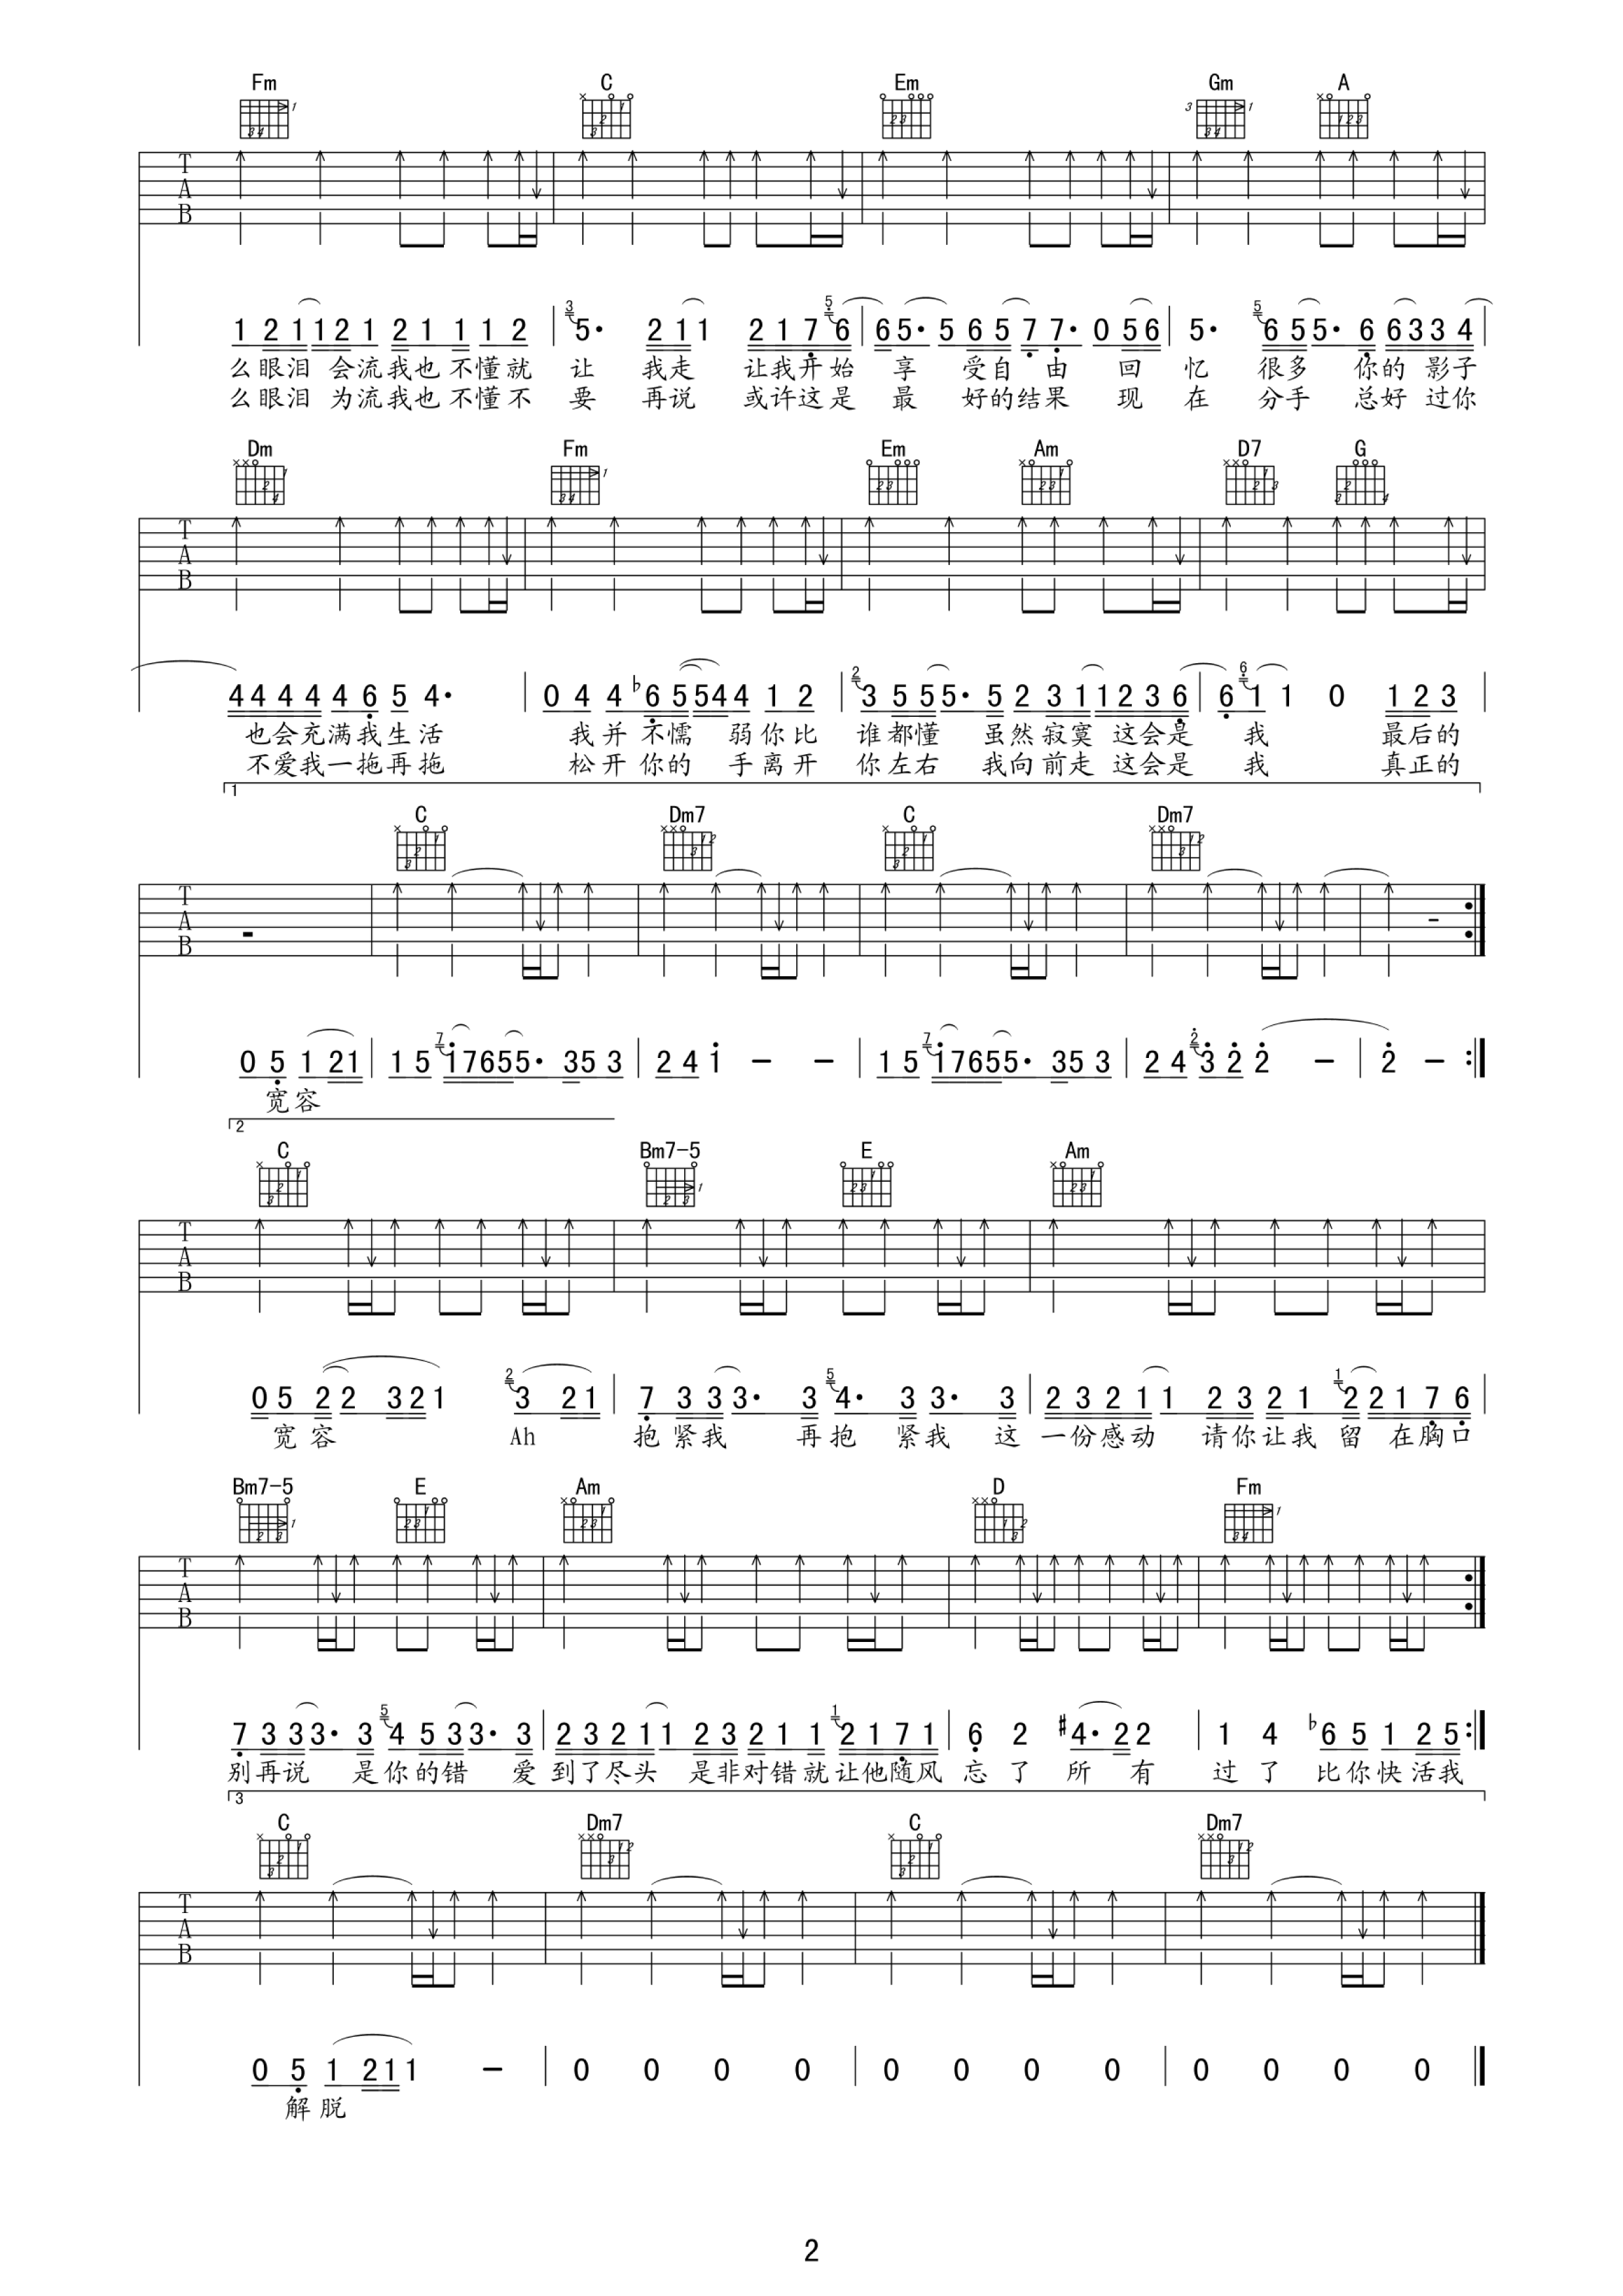 Fm C Em Gm A
T A B
1 2 1 1 2 1 2 1 1 1 2 | 3 5· 2 1 1 2 1 7 5 6 | 6 5· 5 6 5 7 7· 0 5 6 | 5· 5 6 5 5· 6 6 3 3 4 |
么眼泪 会流我也 不懂就 让 我走 让我开始 享 受自 由 回 忆 很多 你的 影子
么眼泪 为流我也 不懂不 要 再说 或许这是 最 好的结果 现 在 分手 总好 过你
Dm Fm Em Am D7 G
T A B
4 4 4 4 4 6 5 4· | 0 4 4 ♭6 5 5 4 4 1 2 | 2 3 5 5 5· 5 2 3 1 1 2 3 6 | 6 6 1 1 0 1 2 3 |
也会充满我生活 我并 不懦 弱你比 谁都懂 虽然寂寞 这会是 我 最后的
不爱我一拖再拖 松开 你的 手离开 你左右 我向前走 这会是 我 真正的
1
C Dm7 C Dm7
T A B
0 5 1 2 1 | 1 5 7 1 7 6 5 5· 3 5 3 | 2 4 1 - - | 1 5 7 1 7 6 5 5· 3 5 3 | 2 4 2 3 2 2 - | 2 - :|
宽容
2
C Bm7-5 E Am
T A B
0 5 2 2 3 2 1 2 3 2 1 | 7 3 3 3· 3 5 4· 3 3· 3 | 2 3 2 1 1 2 3 2 1 1 2 2 1 7 6 |
宽容 Ah 抱紧我 再抱 紧我 这 一份感动 请你让我 留 在胸口
Bm7-5 E Am D Fm
T A B
7 3 3 3· 3 5 4 5 3 3· 3 | 2 3 2 1 1 2 3 2 1 1 1 2 1 7 1 | 6 2 #4· 2 2 | 1 4 ♭6 5 1 2 5 :|
别再说 是你的错 爱 到了尽头 是非对错就让他随风 忘了 所 有 过了 比你快活我
3
C Dm7 C Dm7
T A B
0 5 1 2 1 1 - | 0 0 0 0 | 0 0 0 0 | 0 0 0 0 |
解脱
2